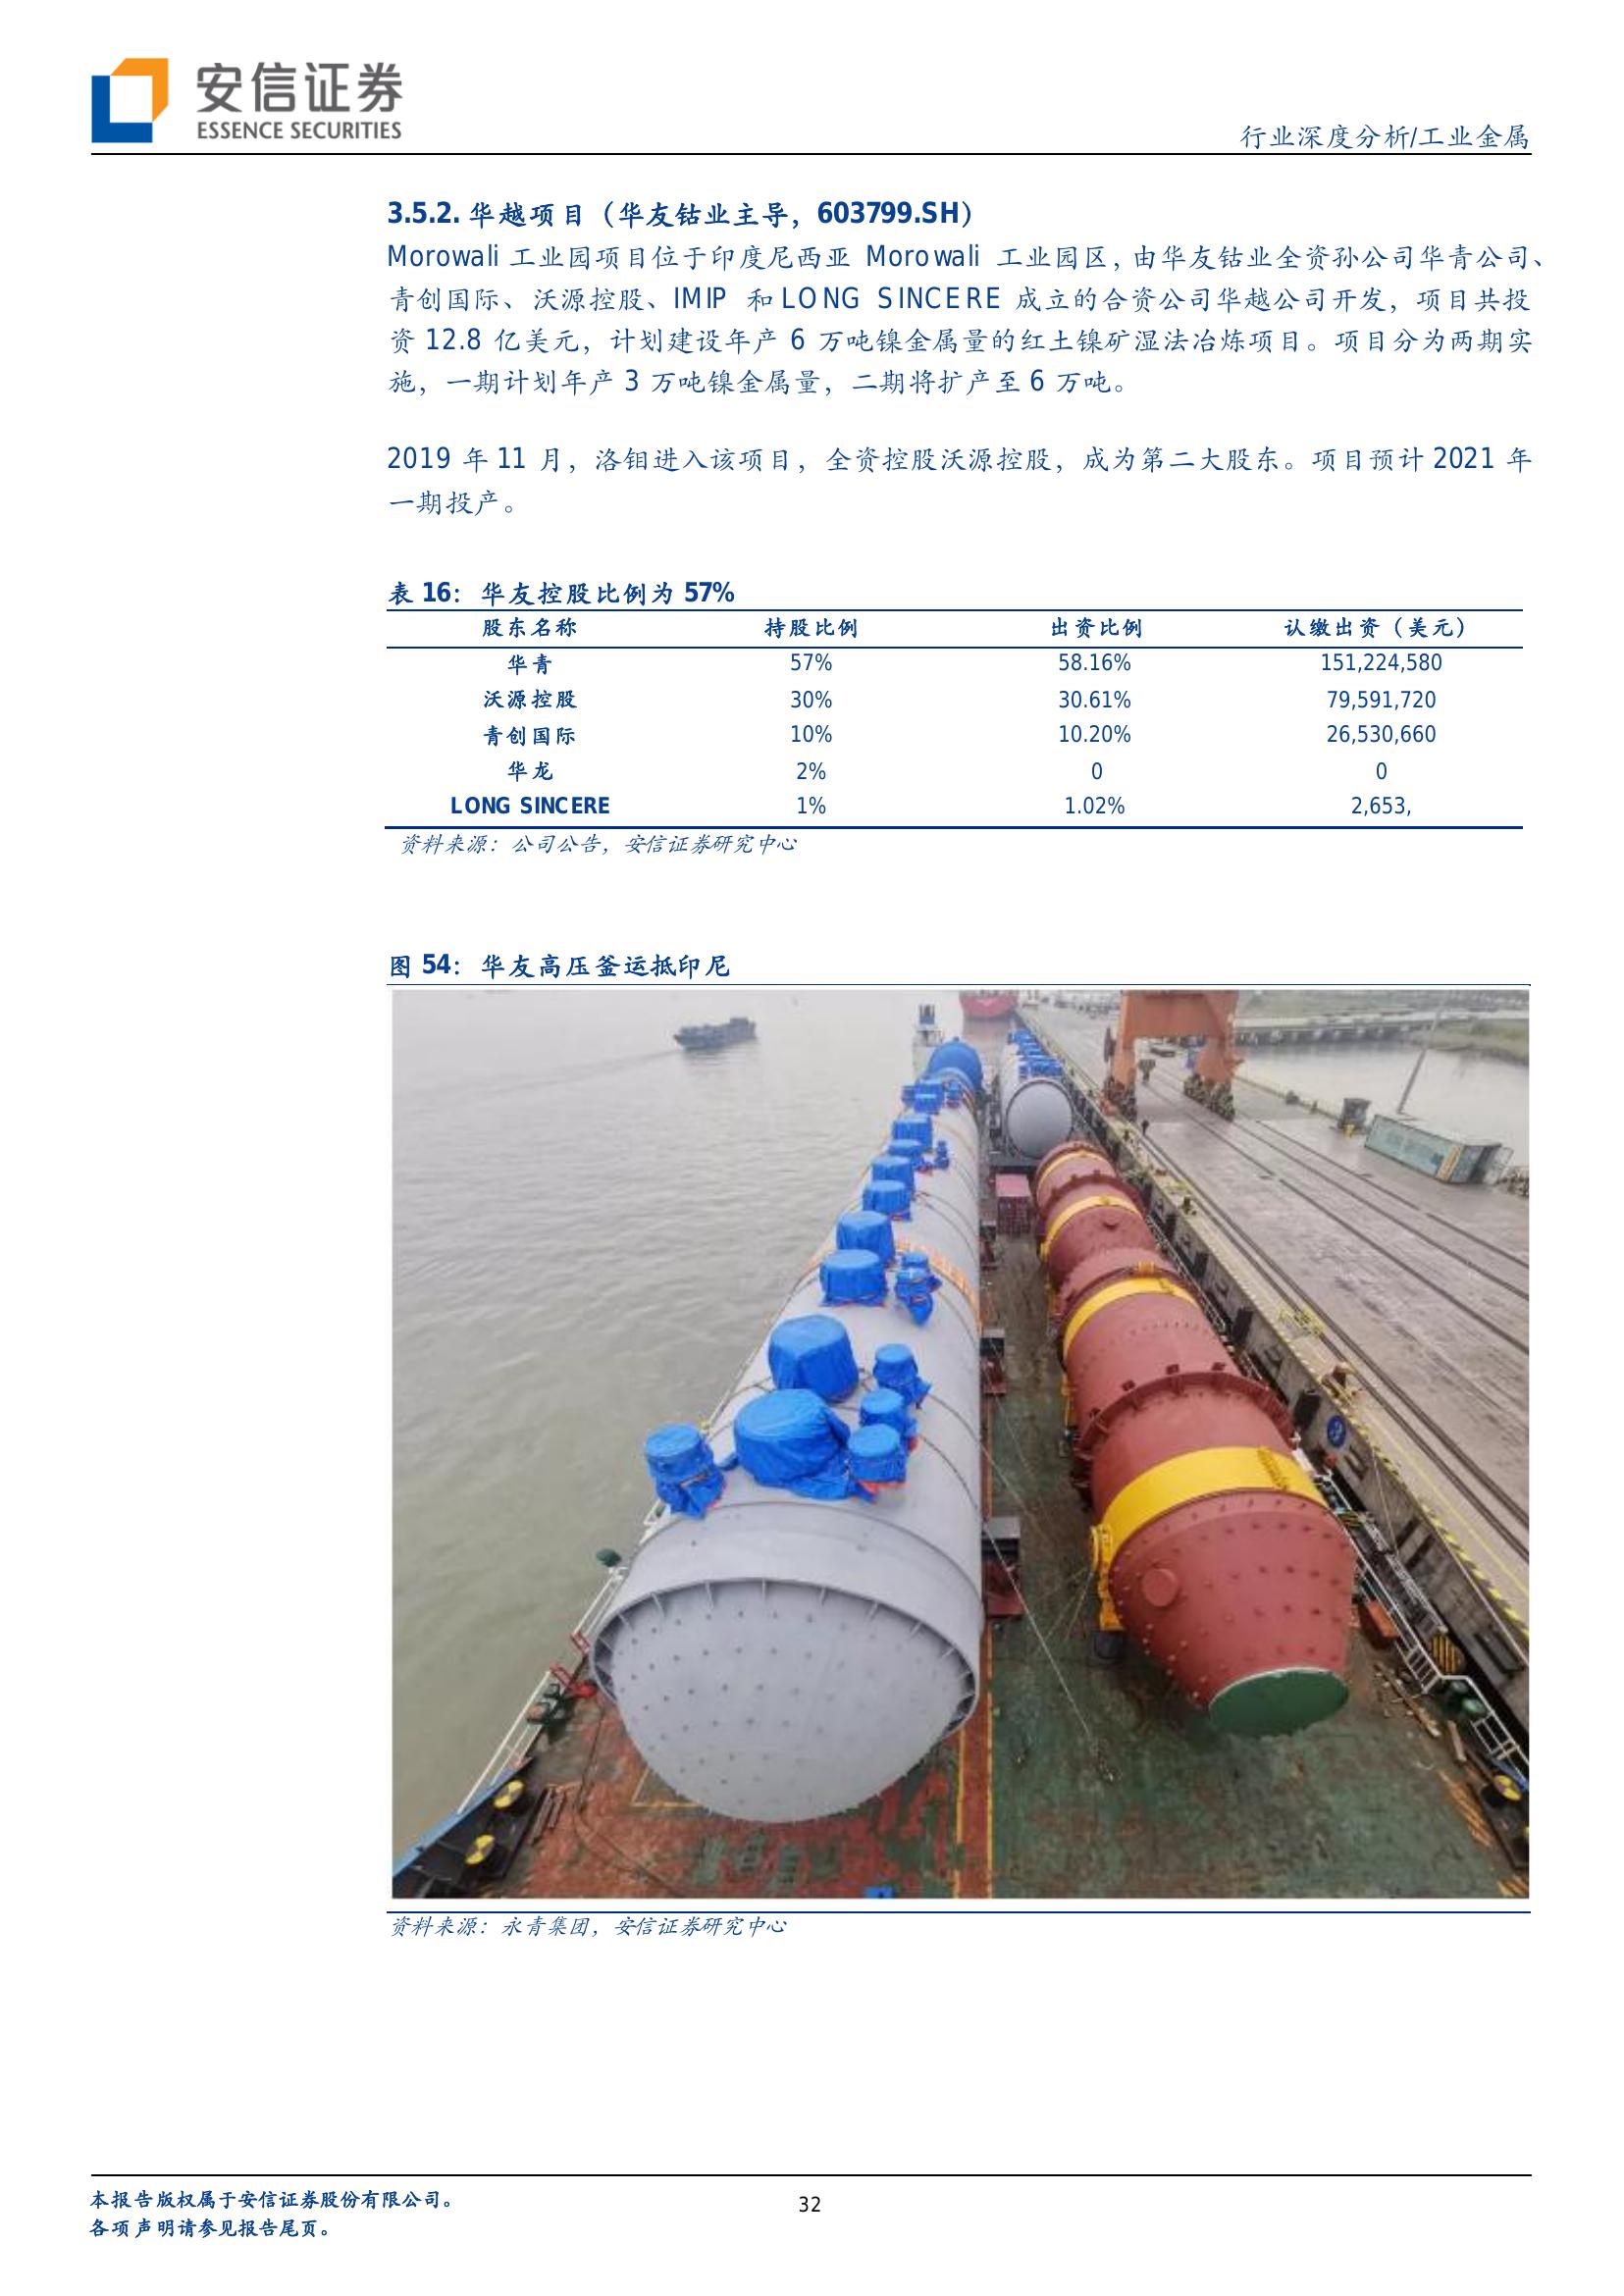 安信证券
ESSENCE SECURITIES
行业深度分析/工业金属
3.5.2. 华越项目（华友钴业主导，603799.SH）
Morowali 工业园项目位于印度尼西亚 Morowali 工业园区，由华友钴业全资孙公司华青公司、
青创国际、沃源控股、IMIP 和 LONG SINCERE 成立的合资公司华越公司开发，项目共投
资 12.8 亿美元，计划建设年产 6 万吨镍金属量的红土镍矿湿法冶炼项目。项目分为两期实
施，一期计划年产 3 万吨镍金属量，二期将扩产至 6 万吨。
2019 年 11 月，洛钼进入该项目，全资控股沃源控股，成为第二大股东。项目预计 2021 年
一期投产。
表 16：华友控股比例为 57%
股东名称 持股比例 出资比例 认缴出资（美元）
华青 57% 58.16% 151,224,580
沃源控股 30% 30.61% 79,591,720
青创国际 10% 10.20% 26,530,660
华龙 2% 0 0
LONG SINCERE 1% 1.02% 2,653,
资料来源：公司公告，安信证券研究中心
图 54：华友高压釜运抵印尼
资料来源：永青集团，安信证券研究中心
本报告版权属于安信证券股份有限公司。
各项声明请参见报告尾页。
32